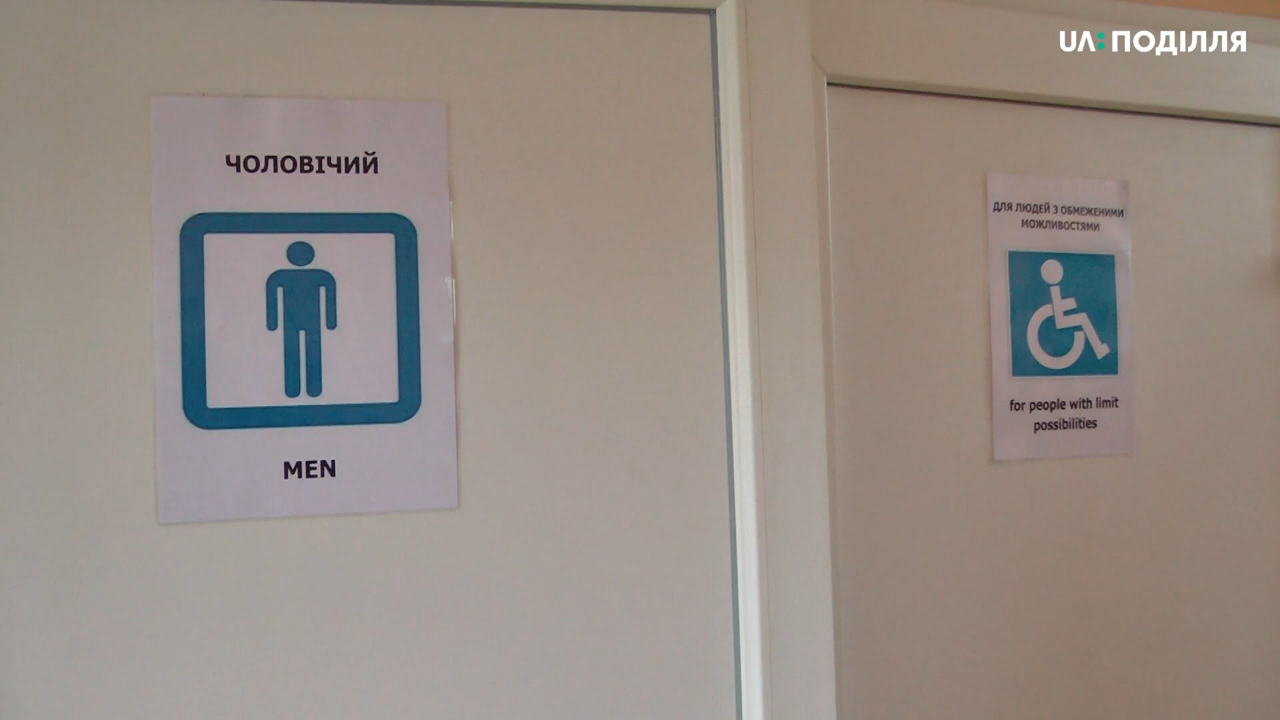 UA: ПОДІЛЛЯ
ЧОЛОВІЧИЙ
MEN
ДЛЯ ЛЮДЕЙ З ОБМЕЖЕНИМИ
МОЖЛИВОСТЯМИ
for people with limit
possibilities